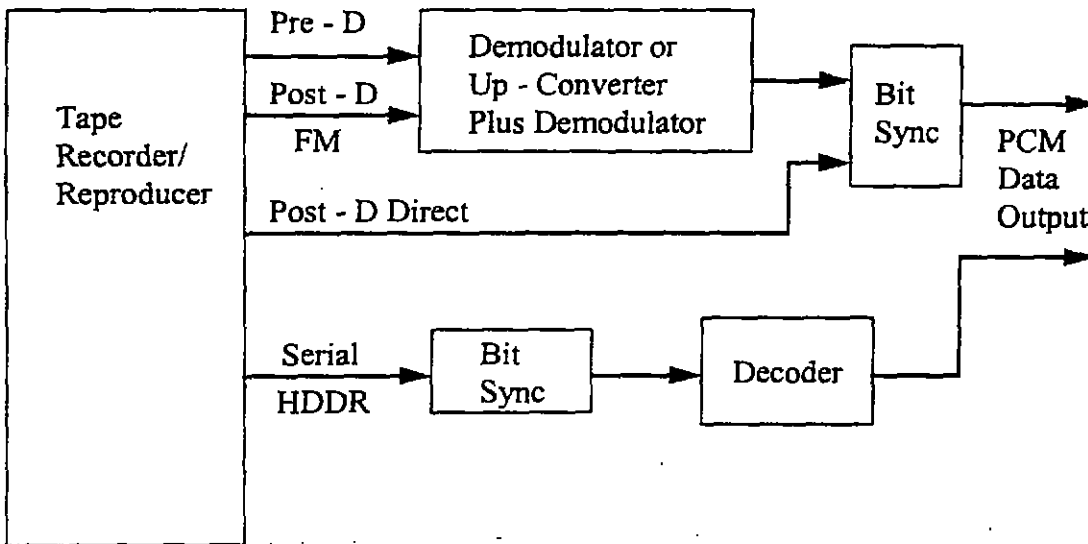 Tape
Recorder/
Reproducer
Pre - D
Post - D
FM
Post - D Direct
Serial
HDDR
Demodulator or
Up - Converter
Plus Demodulator
Bit
Sync
PCM
Data
Output
Bit
Sync
Decoder